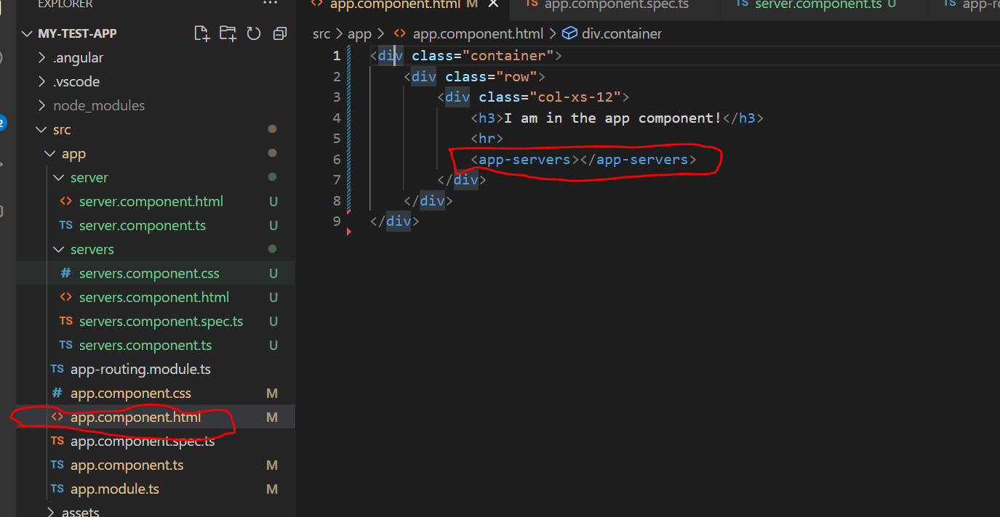 EXPLORER ...
MY-TEST-APP
.angular
.vscode
node_modules
src
app
server
<> server.component.html U
TS server.component.ts U
servers
# servers.component.css U
<> servers.component.html U
TS servers.component.spec.ts U
TS servers.component.ts U
TS app-routing.module.ts
# app.component.css M
<> app.component.html M
TS app.component.spec.ts
TS app.component.ts M
TS app.module.ts M
assets
2
<> app.component.html M × TS app.component.spec.ts TS server.component.ts U TS
src > app > <> app.component.html > div.container
1 <div class="container">
2 <div class="row">
3 <div class="col-xs-12">
4 <h3>I am in the app component!</h3>
5 <hr>
6 <app-servers></app-servers>
7 </div>
8 </div>
9 </div>